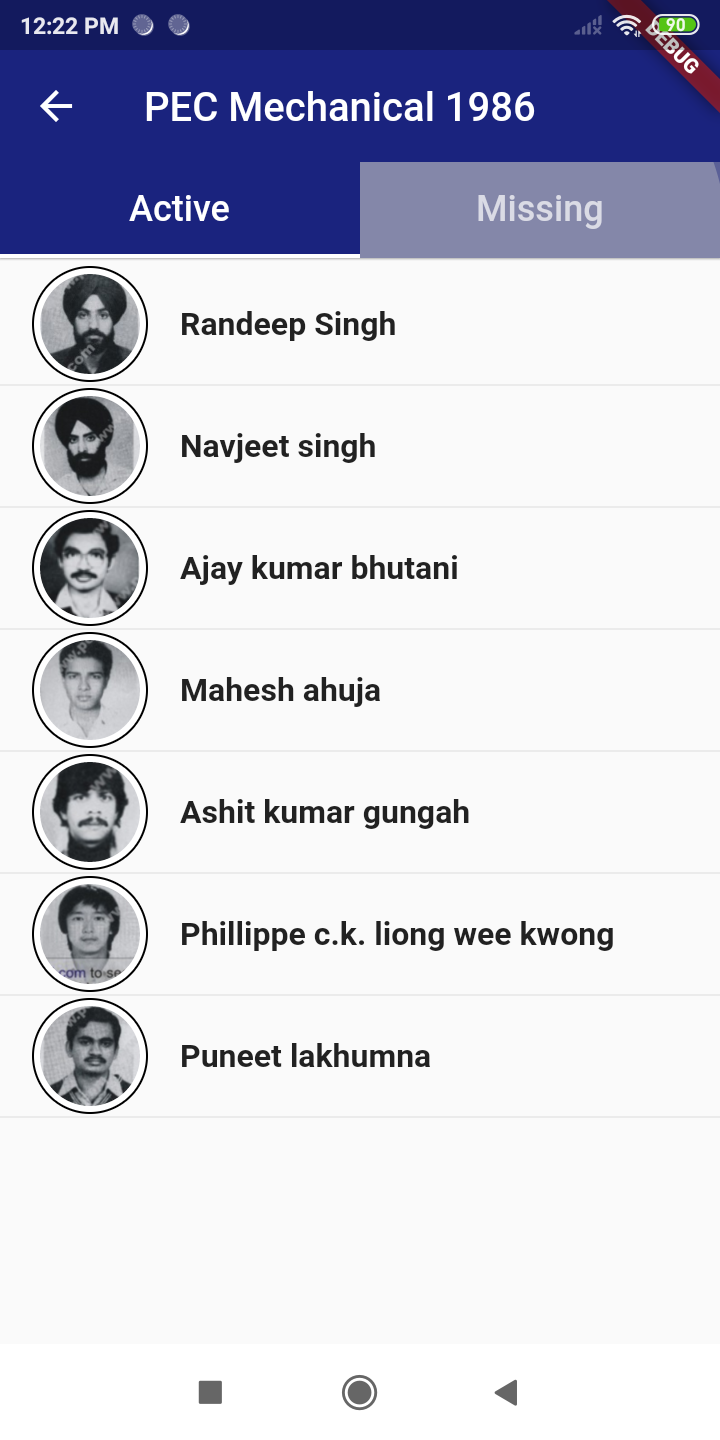 12:22 PM
90
DEBUG
PEC Mechanical 1986
Active
Missing
Randeep Singh
Navjeet singh
Ajay kumar bhutani
Mahesh ahuja
Ashit kumar gungah
Phillippe c.k. liong wee kwong
com to se
Puneet lakhumna